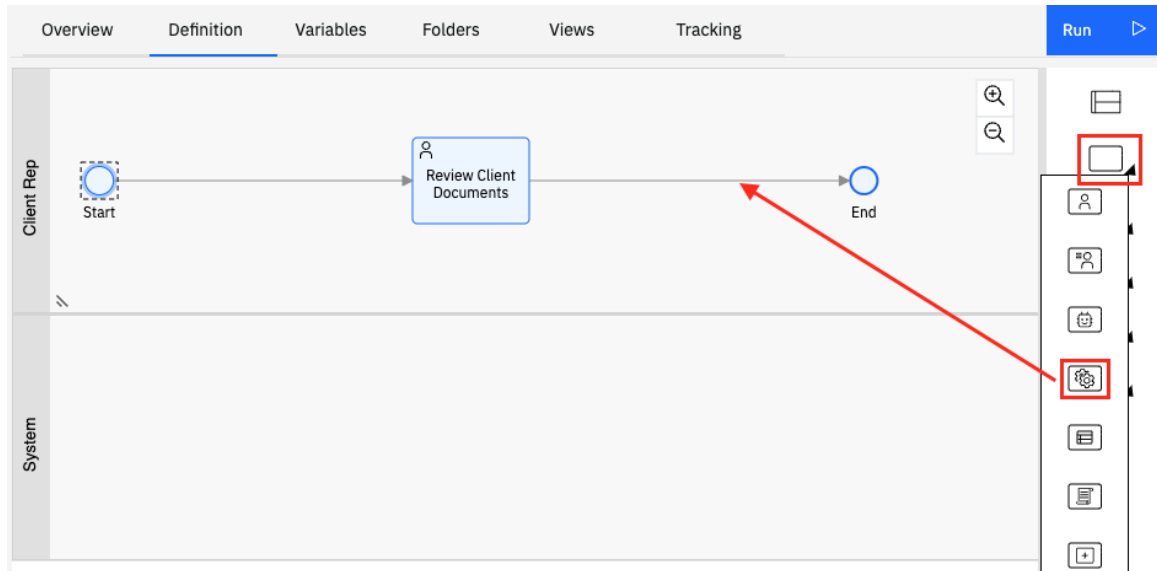 Overview Definition Variables Folders Views Tracking Run
Client Rep
Start
Review Client
Documents
End
System